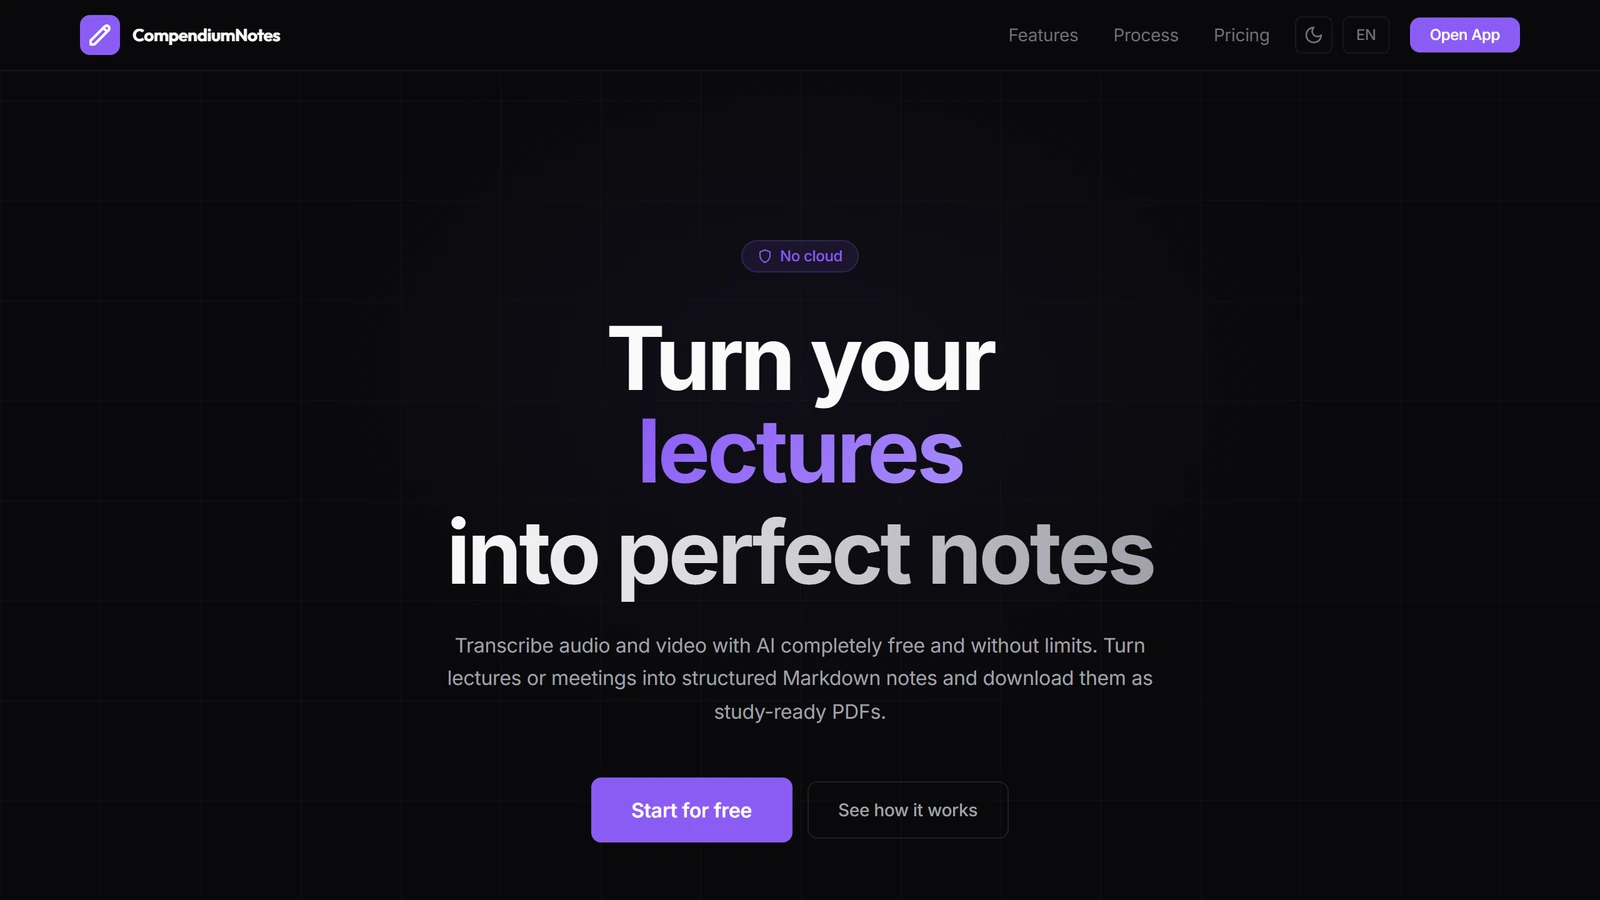 CompendiumNotes
Features
Process
Pricing
EN
Open App
No cloud
Turn your
lectures
into perfect notes
Transcribe audio and video with AI completely free and without limits. Turn
lectures or meetings into structured Markdown notes and download them as
study-ready PDFs.
Start for free
See how it works